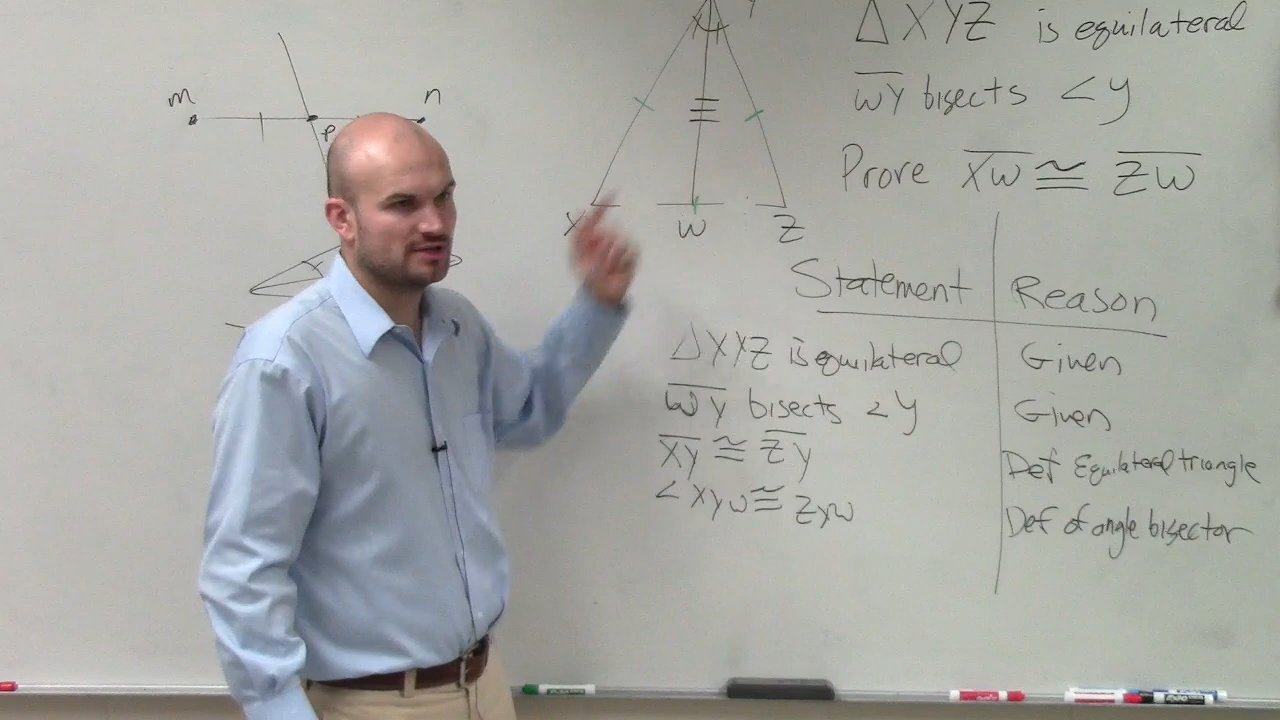 m
n
P
Y
X
W
Z
Δ XYZ is equilateral
WY bisects <y
Prove XW ≅ ZW
Statement Reason
ΔXYZ is equilateral Given
WY bisects <y Given
XY ≅ ZY Def Equilateral triangle
<XYW ≅ ZYW Def of angle bisector